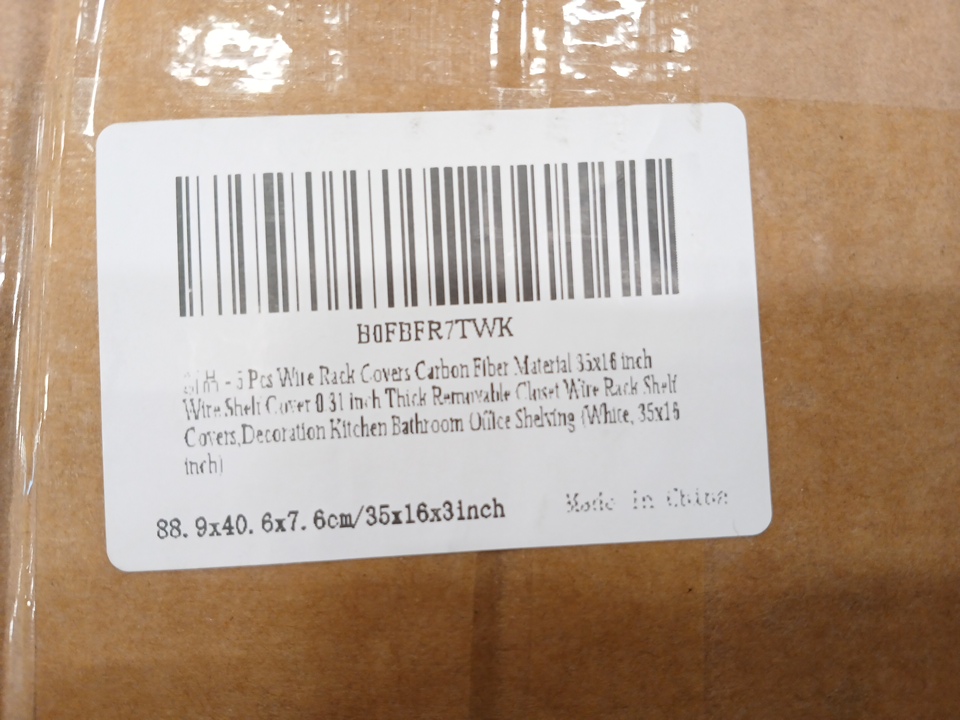 B0FBFR7TWK
- 5 Pcs Wire Rack Covers Carbon Fiber Material 35x16 inch
Wire Shelf Cover 0.31 inch Thick Removable Closet Wire Rack Shelf
Covers,Decoration Kitchen Bathroom Office Shelving (White, 35x16
inch)
88.9x40.6x7.6cm/35x16x3inch
Made in China